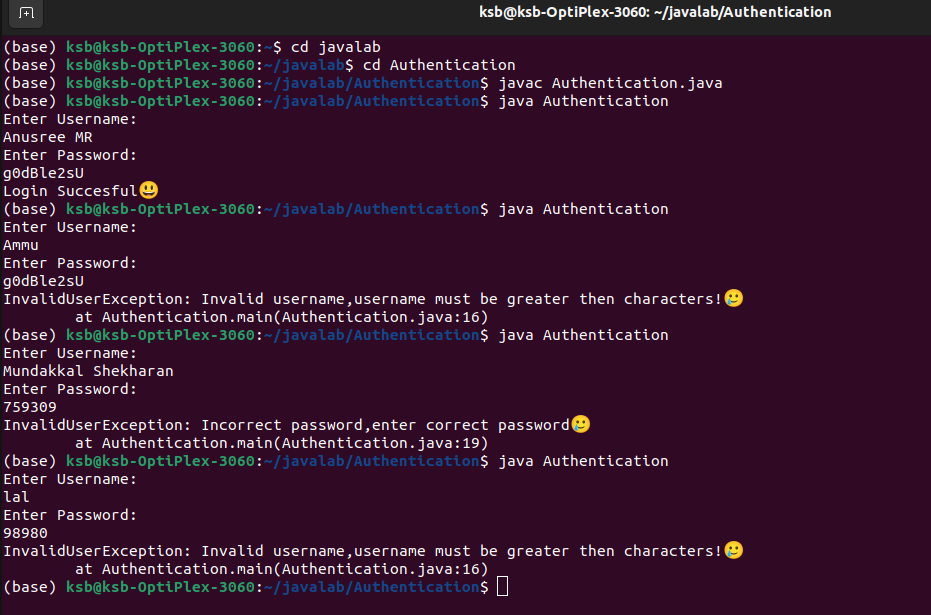 ksb@ksb-OptiPlex-3060: ~/javalab/Authentication
(base) ksb@ksb-OptiPlex-3060:~$ cd javalab
(base) ksb@ksb-OptiPlex-3060:~/javalab$ cd Authentication
(base) ksb@ksb-OptiPlex-3060:~/javalab/Authentication$ javac Authentication.java
(base) ksb@ksb-OptiPlex-3060:~/javalab/Authentication$ java Authentication
Enter Username:
Anusree MR
Enter Password:
g0dBle2sU
Login Succesful😃
(base) ksb@ksb-OptiPlex-3060:~/javalab/Authentication$ java Authentication
Enter Username:
Ammu
Enter Password:
g0dBle2sU
InvalidUserException: Invalid username,username must be greater then characters!🥲
        at Authentication.main(Authentication.java:16)
(base) ksb@ksb-OptiPlex-3060:~/javalab/Authentication$ java Authentication
Enter Username:
Mundakkal Shekharan
Enter Password:
759309
InvalidUserException: Incorrect password,enter correct password🥲
        at Authentication.main(Authentication.java:19)
(base) ksb@ksb-OptiPlex-3060:~/javalab/Authentication$ java Authentication
Enter Username:
lal
Enter Password:
98980
InvalidUserException: Invalid username,username must be greater then characters!🥲
        at Authentication.main(Authentication.java:16)
(base) ksb@ksb-OptiPlex-3060:~/javalab/Authentication$